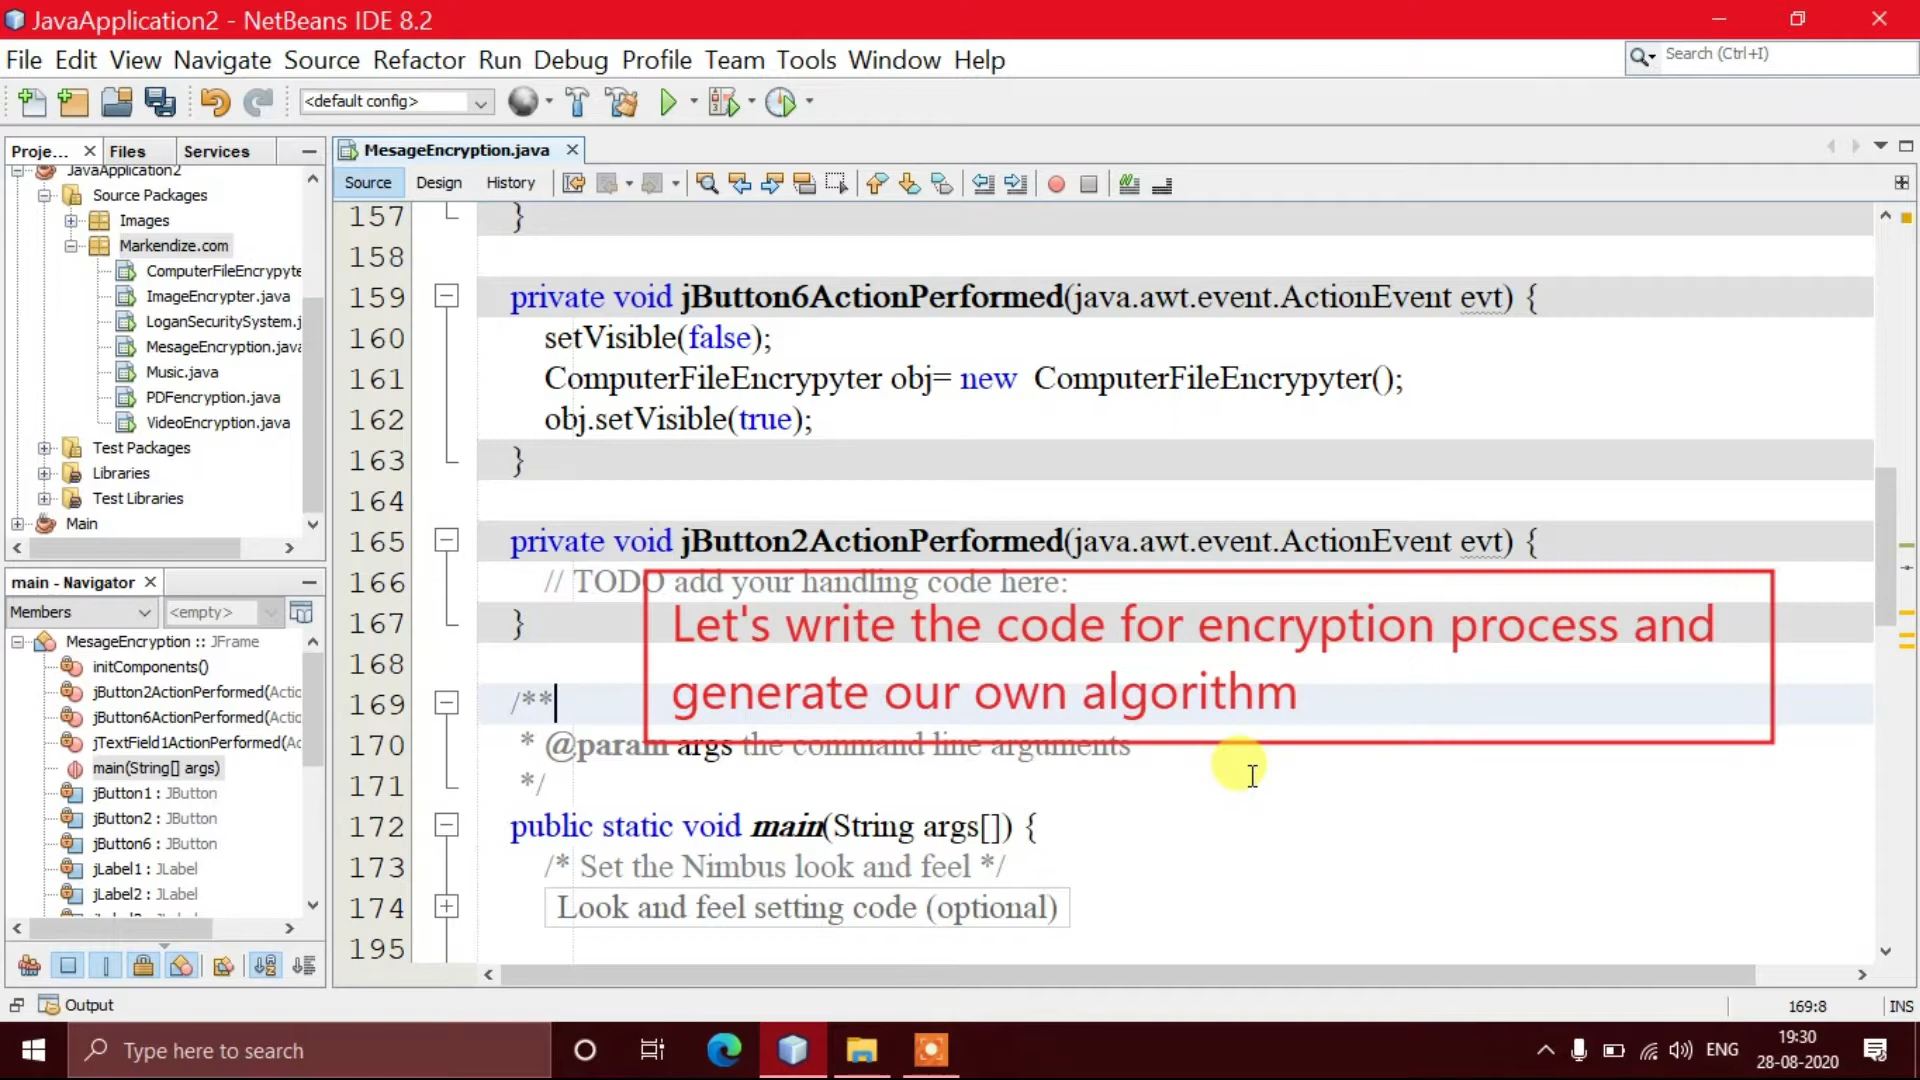 JavaApplication2 - NetBeans IDE 8.2
File Edit View Navigate Source Refactor Run Debug Profile Team Tools Window Help
Search (Ctrl+I)
<default config>
Proje... Files Services
MesageEncryption.java
Source Design History
JavaApplication2
Source Packages
Images
Markendize.com
ComputerFileEncrypyte
ImageEncrypter.java
LoganSecuritySystem.j
MesageEncryption.java
Music.java
PDFencryption.java
VideoEncryption.java
Test Packages
Libraries
Test Libraries
Main
157 }
158
159 private void jButton6ActionPerformed(java.awt.event.ActionEvent evt) {
160 setVisible(false);
161 ComputerFileEncrypyter obj= new ComputerFileEncrypyter();
162 obj.setVisible(true);
163 }
164
165 private void jButton2ActionPerformed(java.awt.event.ActionEvent evt) {
166 // TODO add your handling code here:
167 }
168
169 /**
170 * @param args the command line arguments
171 */
172 public static void main(String args[]) {
173 /* Set the Nimbus look and feel */
174 Look and feel setting code (optional)
195
Let's write the code for encryption process and
generate our own algorithm
main - Navigator
Members <empty>
MesageEncryption :: JFrame
initComponents()
jButton2ActionPerformed(Actic
jButton6ActionPerformed(Actic
jTextField1ActionPerformed(Ac
main(String[] args)
jButton1 : JButton
jButton2 : JButton
jButton6 : JButton
jLabel1 : JLabel
jLabel2 : JLabel
Output
169:8 INS
Type here to search
ENG
19:30
28-08-2020